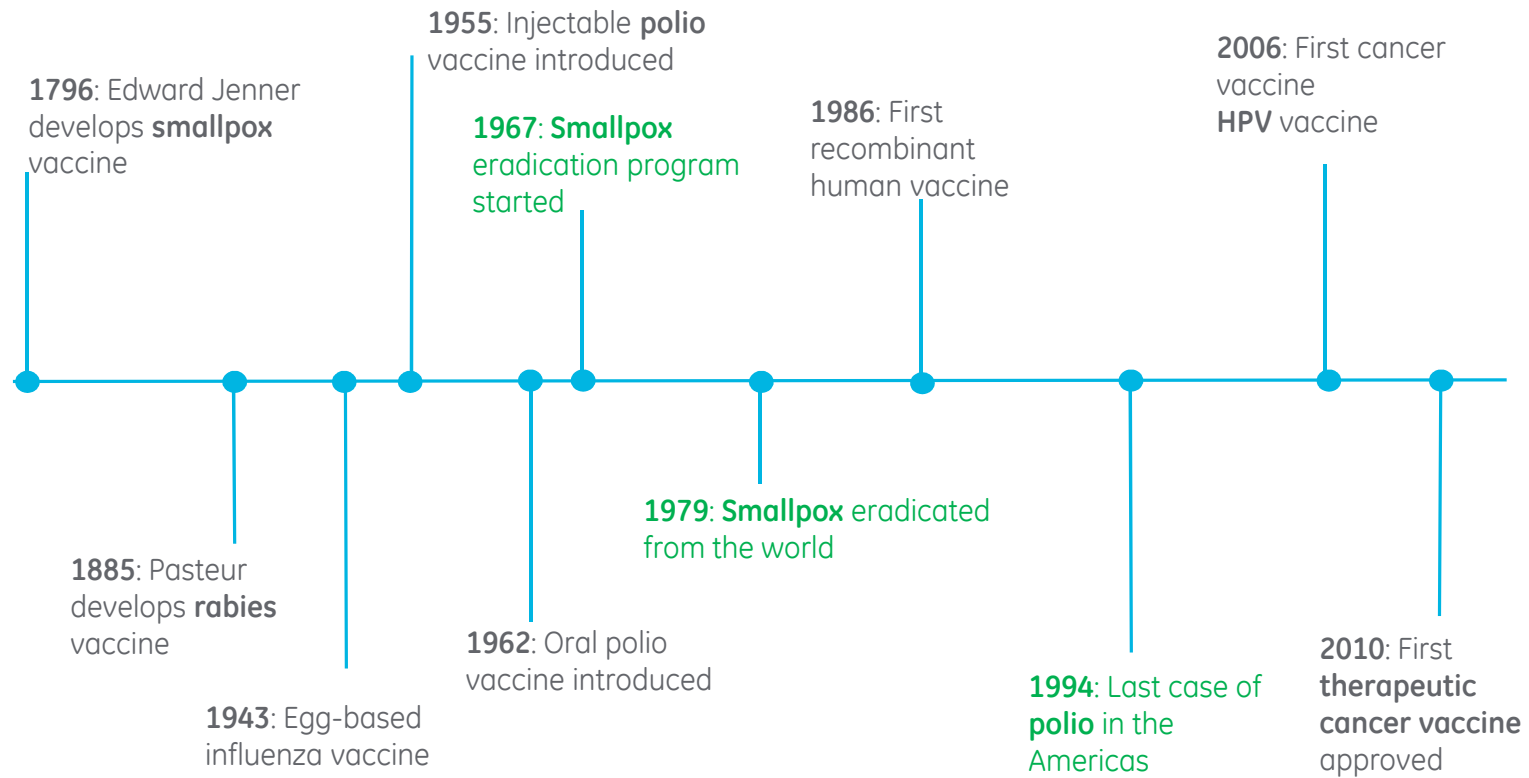 1796: Edward Jenner
develops smallpox
vaccine
1885: Pasteur
develops rabies
vaccine
1943: Egg-based
influenza vaccine
1955: Injectable polio
vaccine introduced
1962: Oral polio
vaccine introduced
1967: Smallpox
eradication program
started
1979: Smallpox eradicated
from the world
1986: First
recombinant
human vaccine
1994: Last case of
polio in the
Americas
2006: First cancer
vaccine
HPV vaccine
2010: First
therapeutic
cancer vaccine
approved